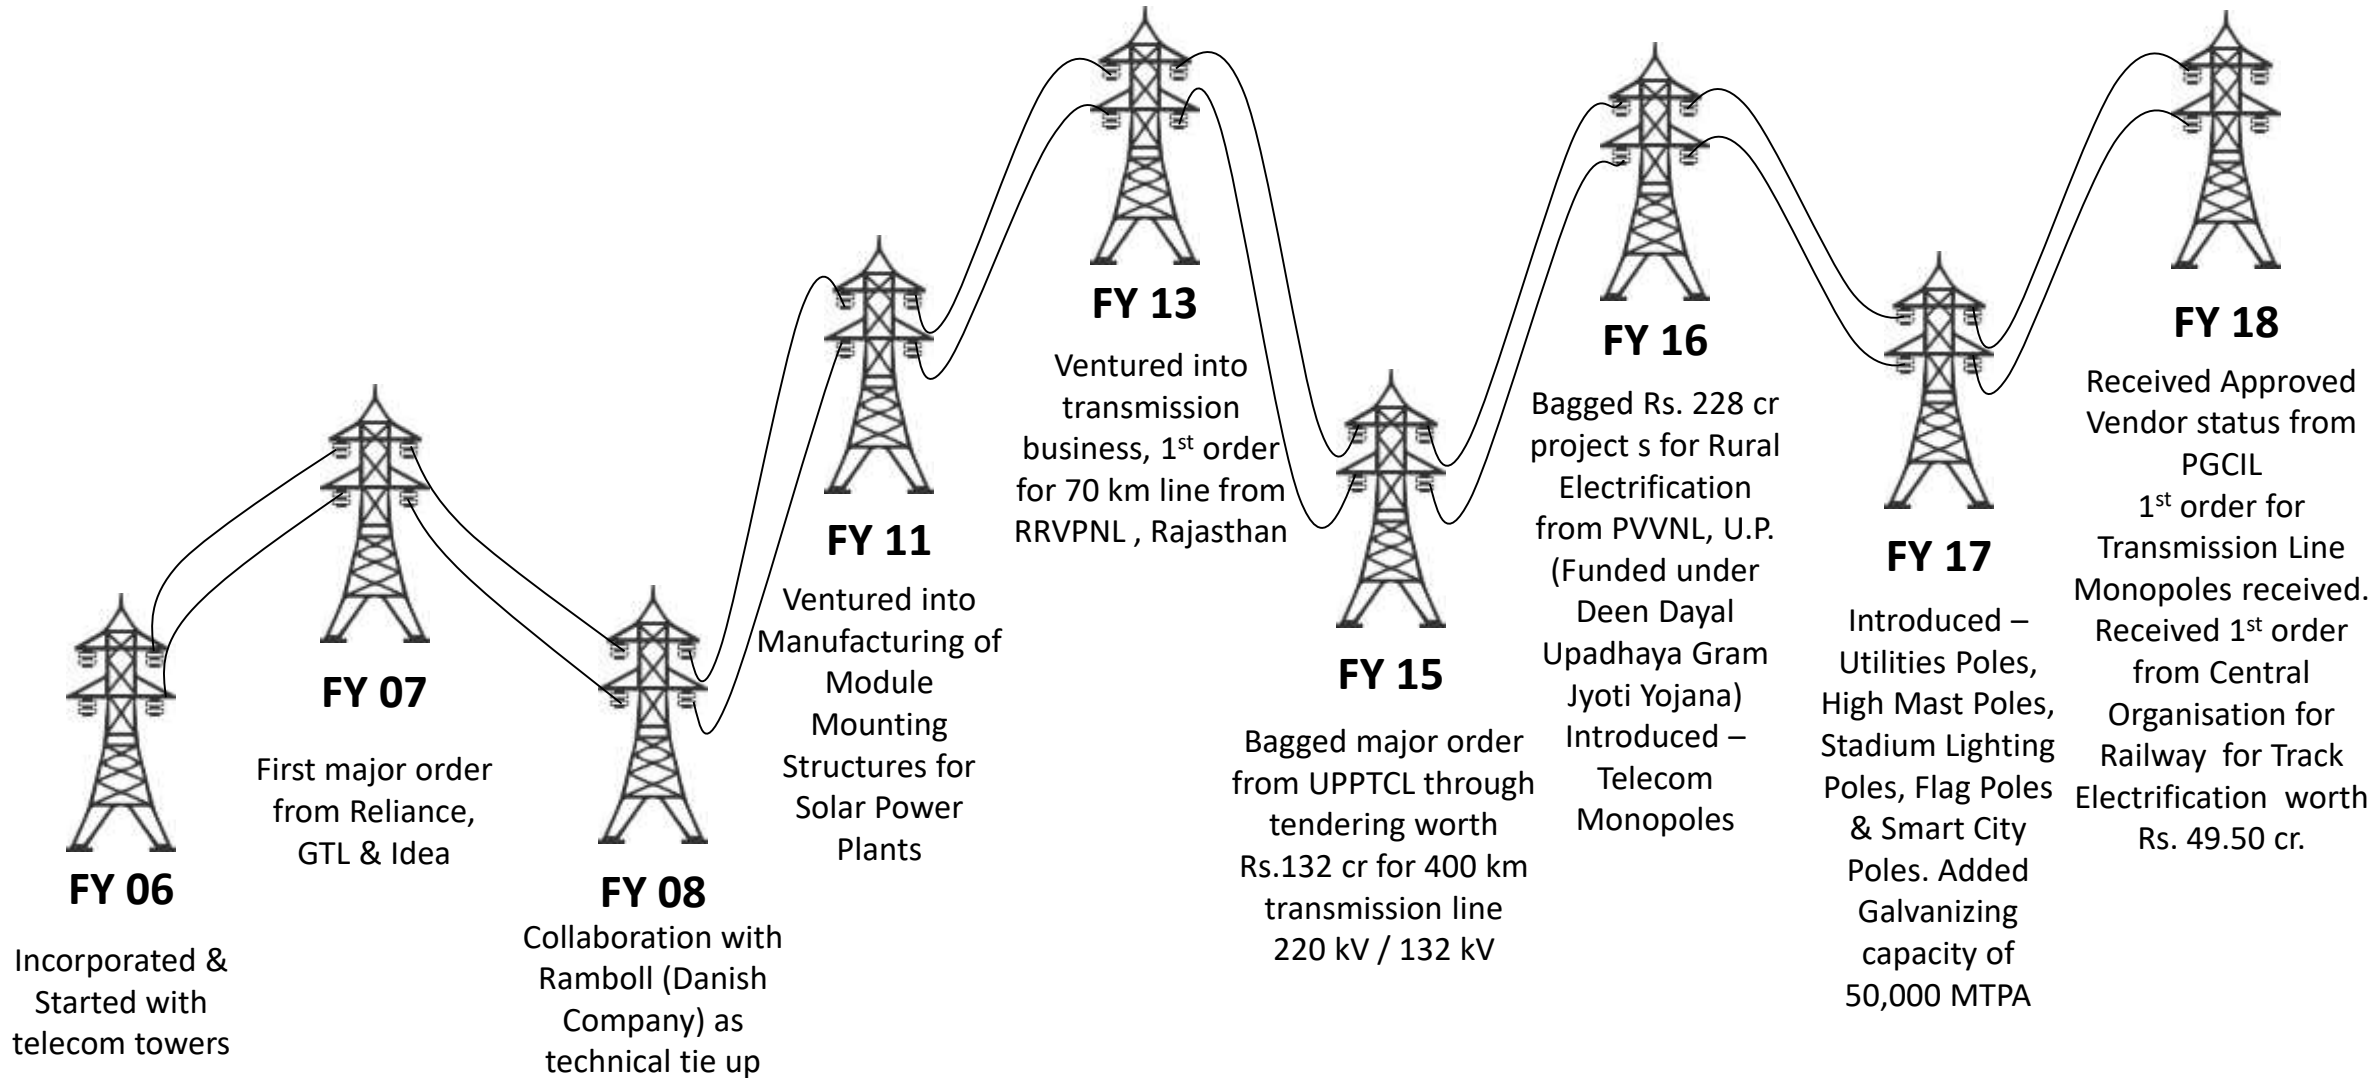 FY 06
Incorporated &
Started with
telecom towers
FY 07
First major order
from Reliance,
GTL & Idea
FY 08
Collaboration with
Ramboll (Danish
Company) as
technical tie up
FY 11
Ventured into
Manufacturing of
Module
Mounting
Structures for
Solar Power
Plants
FY 13
Ventured into
transmission
business, 1st order
for 70 km line from
RRVPNL , Rajasthan
FY 15
Bagged major order
from UPPTCL through
tendering worth
Rs.132 cr for 400 km
transmission line
220 kV / 132 kV
FY 16
Bagged Rs. 228 cr
project s for Rural
Electrification
from PVVNL, U.P.
(Funded under
Deen Dayal
Upadhaya Gram
Jyoti Yojana)
Introduced –
Telecom
Monopoles
FY 17
Introduced –
Utilities Poles,
High Mast Poles,
Stadium Lighting
Poles, Flag Poles
& Smart City
Poles. Added
Galvanizing
capacity of
50,000 MTPA
FY 18
Received Approved
Vendor status from
PGCIL
1st order for
Transmission Line
Monopoles received.
Received 1st order
from Central
Organisation for
Railway  for Track
Electrification  worth
Rs. 49.50 cr.